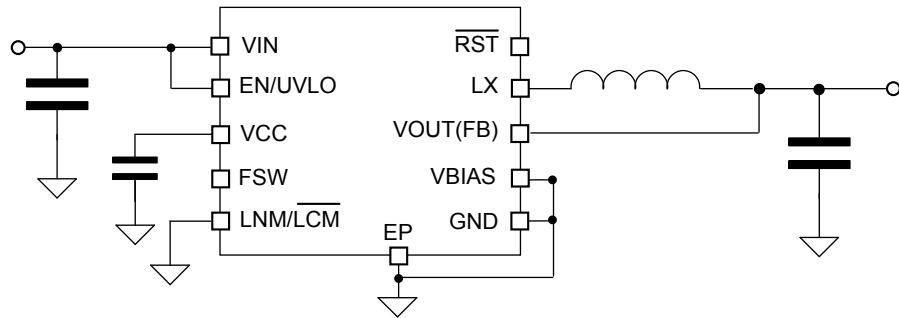 VIN
EN/UVLO
VCC
FSW
LNM/LCM
EP
RST
LX
VOUT(FB)
VBIAS
GND